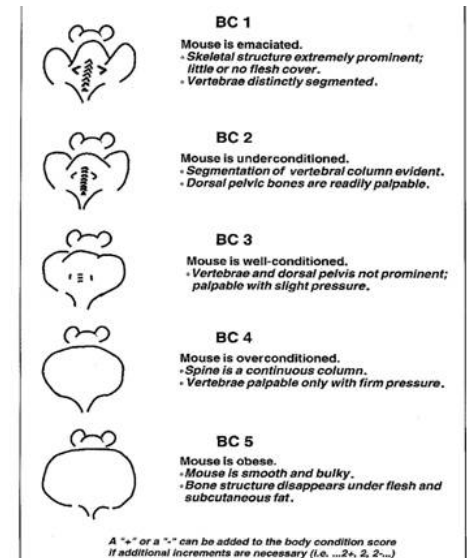 BC 1
Mouse is emaciated.
• Skeletal structure extremely prominent;
little or no flesh cover.
• Vertebrae distinctly segmented.
BC 2
Mouse is underconditioned.
• Segmentation of vertebral column evident.
• Dorsal pelvic bones are readily palpable.
BC 3
Mouse is well-conditioned.
• Vertebrae and dorsal pelvis not prominent;
palpable with slight pressure.
BC 4
Mouse is overconditioned.
• Spine is a continuous column.
• Vertebrae palpable only with firm pressure.
BC 5
Mouse is obese.
• Mouse is smooth and bulky.
• Bone structure disappears under flesh and
subcutaneous fat.
A "+" or a "-" can be added to the body condition score
if additional increments are necessary (i.e. ...2+, 2, 2-...)